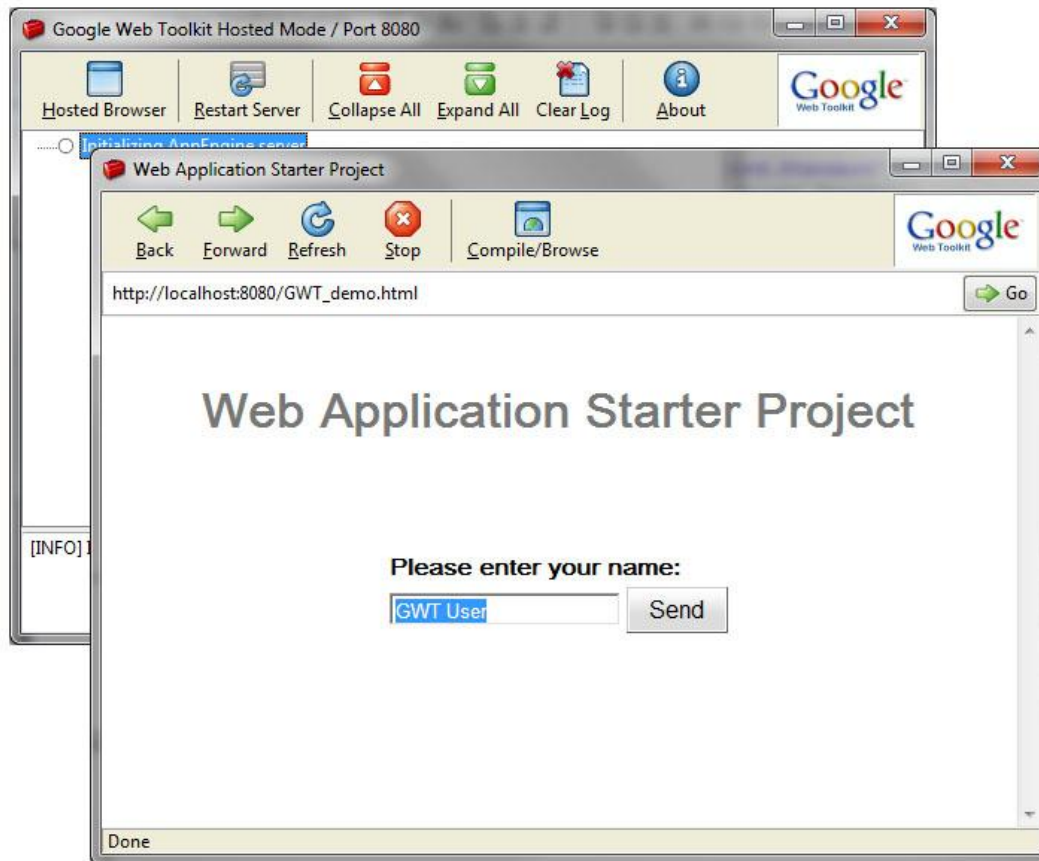 Google Web Toolkit Hosted Mode / Port 8080
Hosted Browser Restart Server Collapse All Expand All Clear Log About
Google
Web Toolkit
Initializing AppEngine server
Web Application Starter Project
Back Forward Refresh Stop Compile/Browse
Google
Web Toolkit
http://localhost:8080/GWT_demo.html Go
Web Application Starter Project
[INFO]
Please enter your name:
GWT User Send
Done